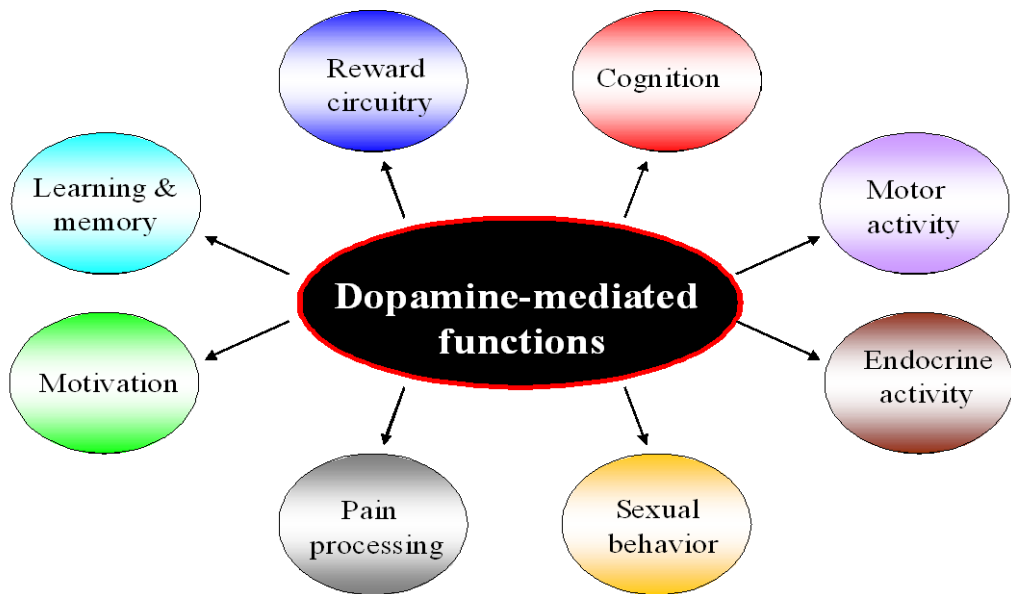 Reward
circuitry
Cognition
Learning &
memory
Motor
activity
Dopamine-mediated
functions
Motivation
Endocrine
activity
Pain
processing
Sexual
behavior